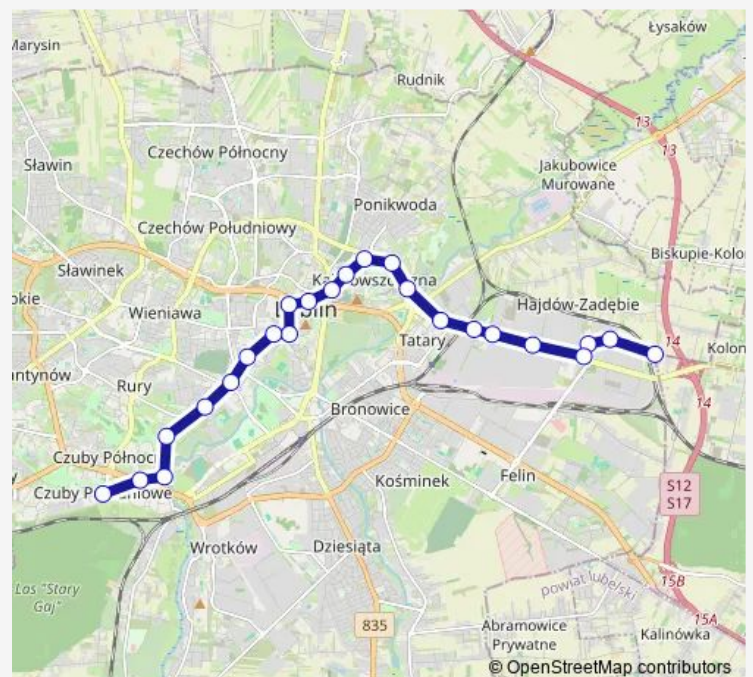 Marysin
Łysaków
Rudnik
13
13
Sławin
Czechów Północny
Jakubowice
Murowane
Ponikwoda
Czechów Południowy
Biskupie-Kolo
Sławinek
Wieniawa
Hajdów-Zadębie
Tatary
14
Kolon
Rury
Bronowice
14
Czuby
Kośminek
Felin
Czuby
S12
S17
Wrotków
Dziesiąta
Las "Stary
Gaj"
powiat lubelski
15B
835
15A
Abramowice
Prywatne
Kalinówka
© OpenStreetMap contributors